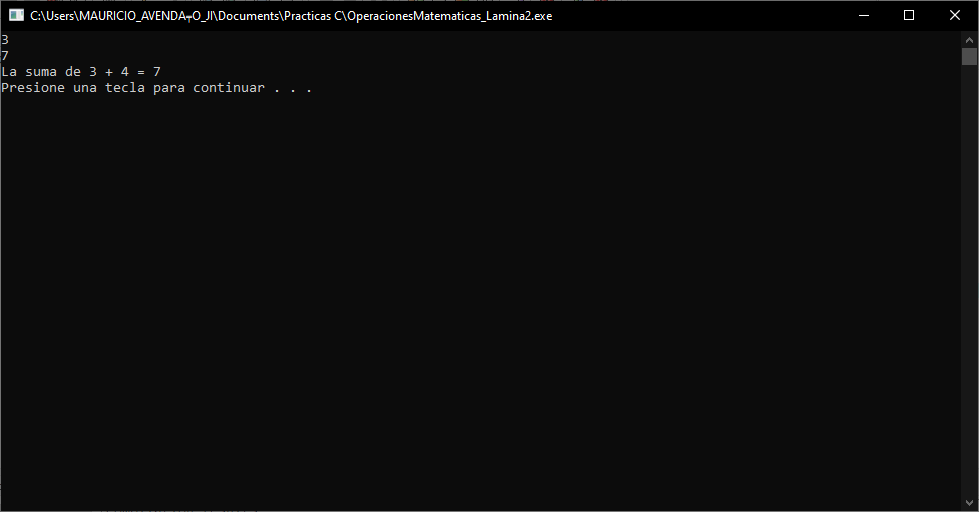 C:\Users\MAURICIO_AVENDA┬O_JI\Documents\Practicas C\OperacionesMatematicas_Lamina2.exe
3
7
La suma de 3 + 4 = 7
Presione una tecla para continuar . . .